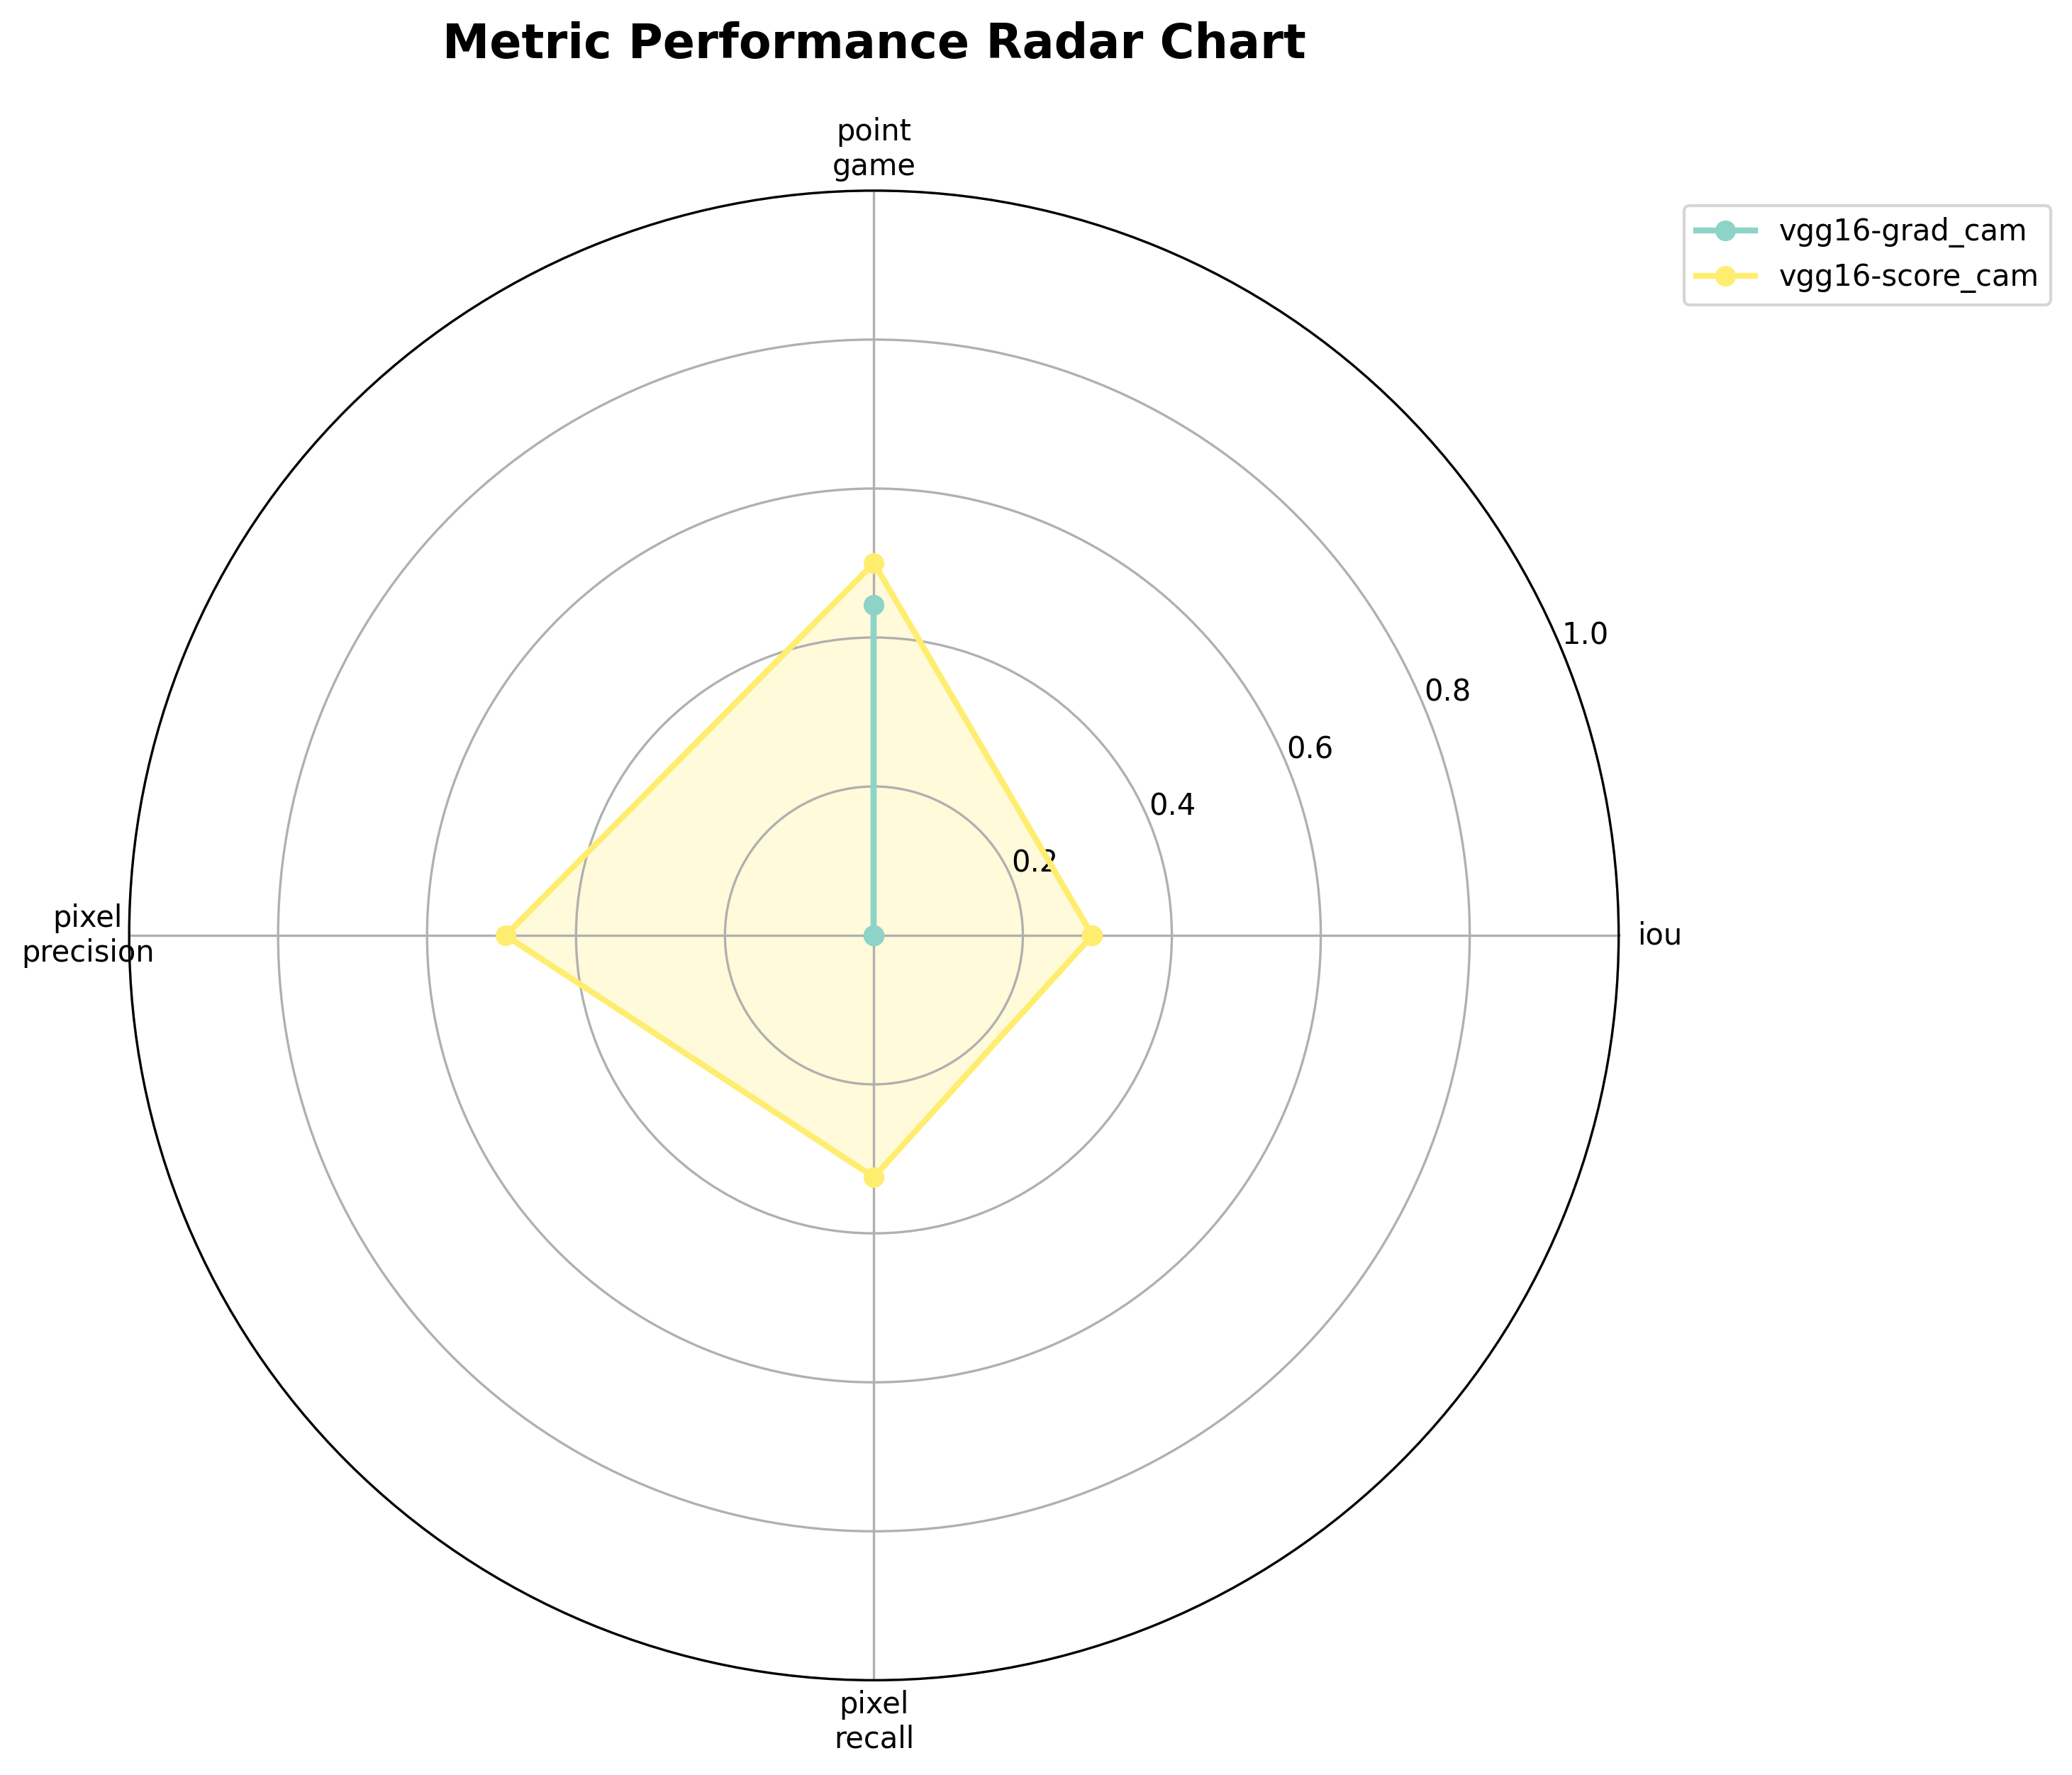 Metric Performance Radar Chart
point
game
vgg16-grad_cam
vgg16-score_cam
1.0
0.8
0.6
0.4
0.2
pixel
precision
iou
pixel
recall